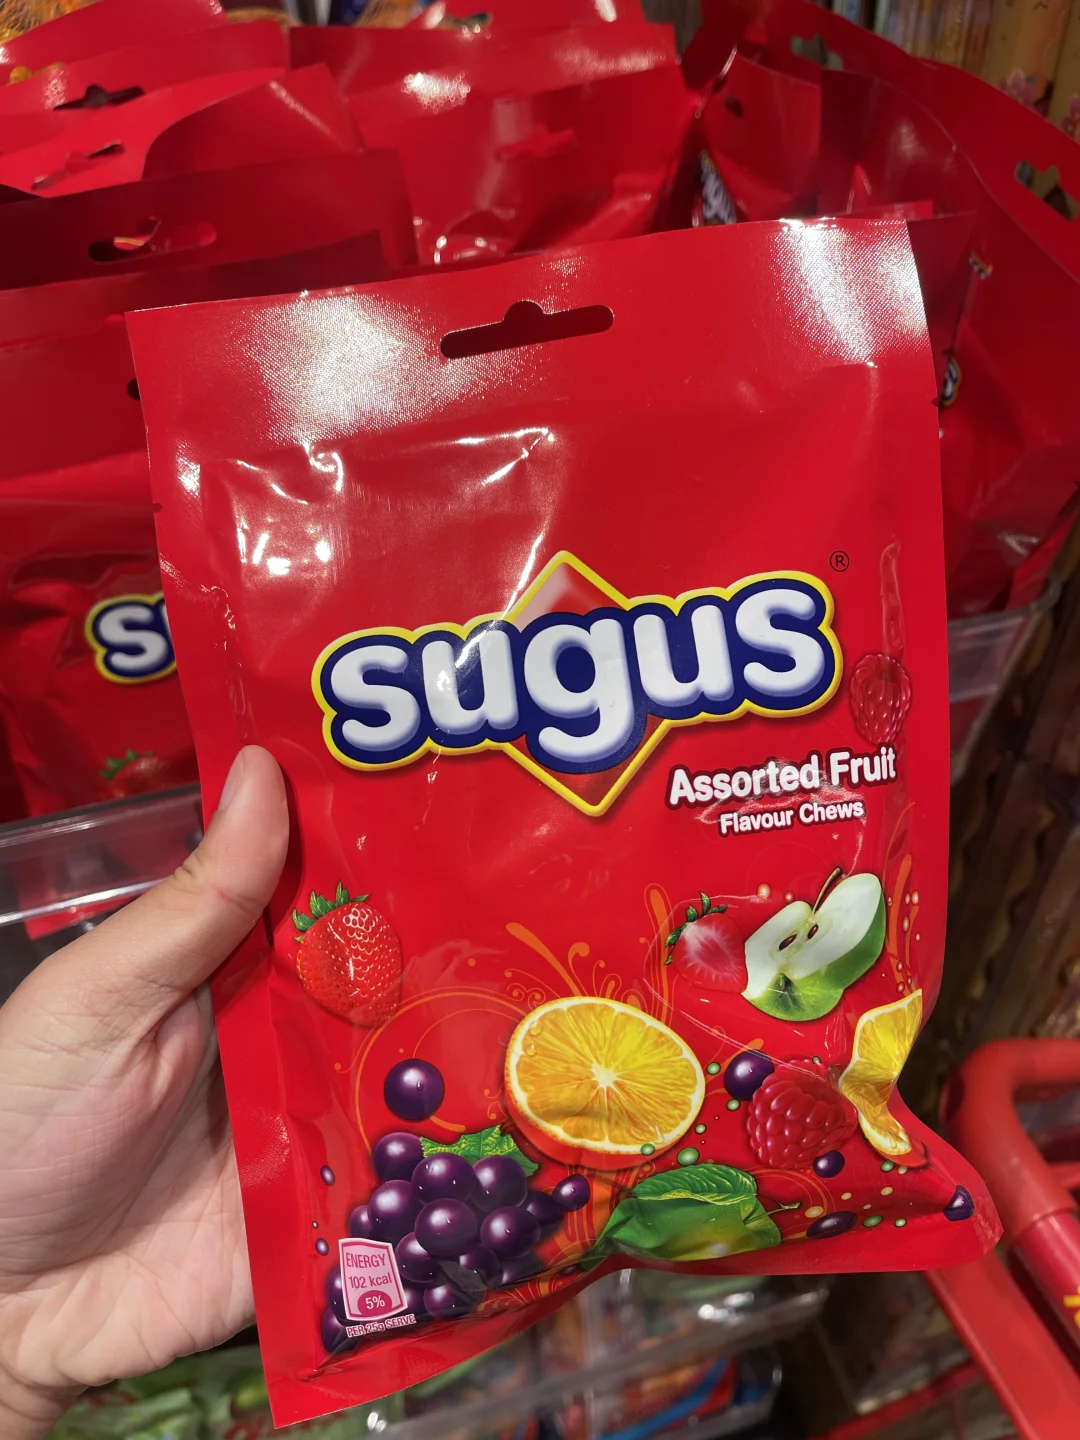 sugus
®
Assorted Fruit
Flavour Chews
ENERGY
102 kcal
5%
PER 25g SERVE